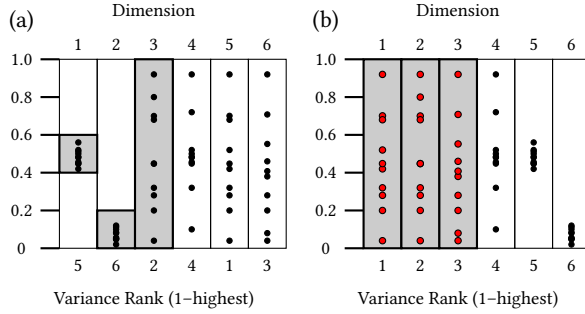 (a) Dimension (b) Dimension
1 2 3 4 5 6 1 2 3 4 5 6
1.0 1.0
0.8 0.8
0.6 0.6
0.4 0.4
0.2 0.2
0 0
5 6 2 4 1 3 1 2 3 4 5 6
Variance Rank (1–highest) Variance Rank (1–highest)